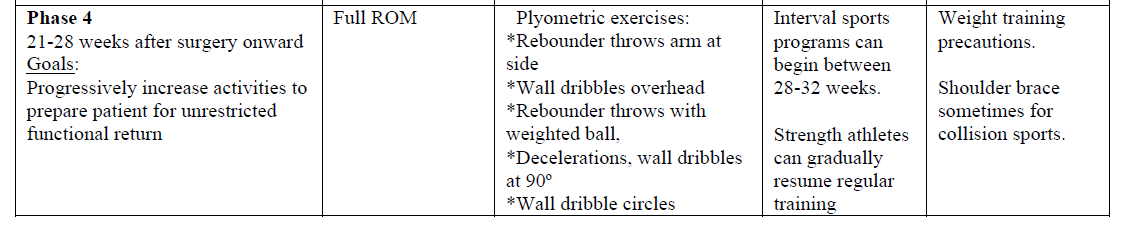 Phase 4
21-28 weeks after surgery onward
Goals:
Progressively increase activities to
prepare patient for unrestricted
functional return
Full ROM
Plyometric exercises:
*Rebounder throws arm at
side
*Wall dribbles overhead
*Rebounder throws with
weighted ball,
*Decelerations, wall dribbles
at 90º
*Wall dribble circles
Interval sports
programs can
begin between
28-32 weeks.
Strength athletes
can gradually
resume regular
training
Weight training
precautions.
Shoulder brace
sometimes for
collision sports.